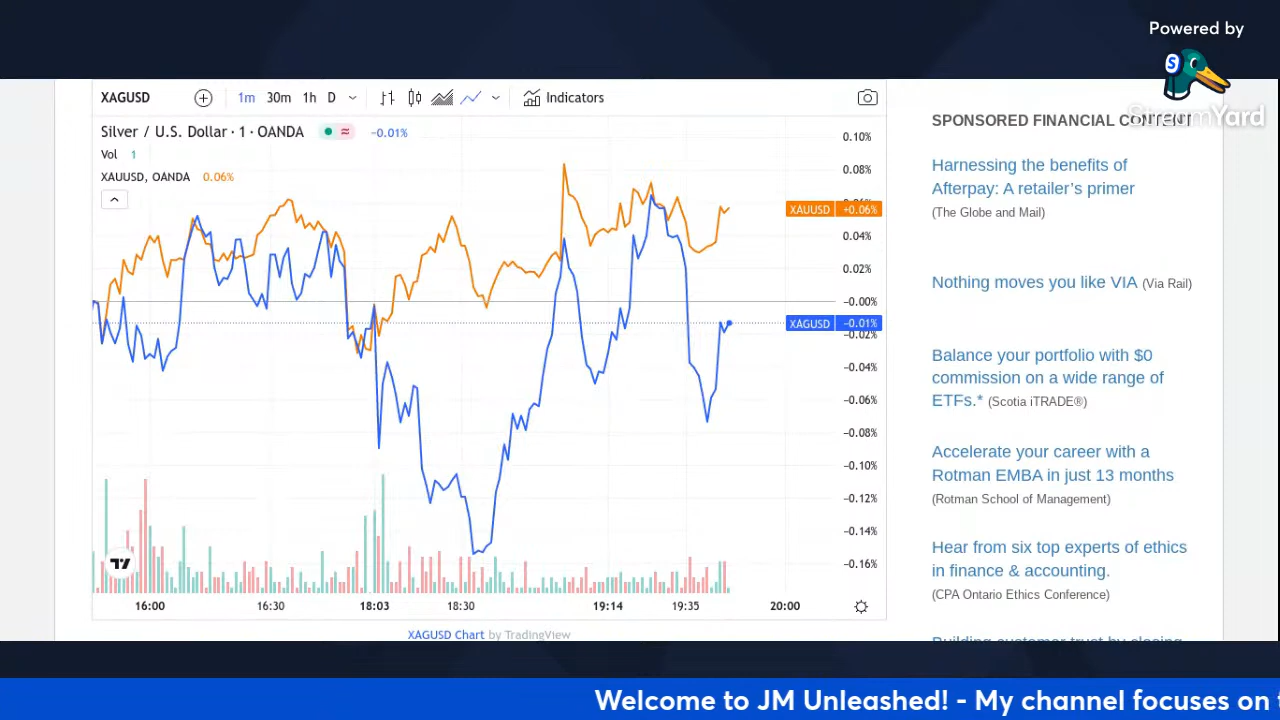 Powered by
StreamYard
XAGUSD
1m 30m 1h D
Indicators
Silver / U.S. Dollar · 1 · OANDA
−0.01%
Vol 1
XAUUSD, OANDA 0.06%
0.10%
0.08%
XAUUSD +0.06%
0.04%
0.02%
−0.00%
XAGUSD −0.01%
−0.02%
−0.04%
−0.06%
−0.08%
−0.10%
−0.12%
−0.14%
−0.16%
16:00 16:30 18:03 18:30 19:14 19:35 20:00
XAGUSD Chart by TradingView
SPONSORED FINANCIAL CONTENT
Harnessing the benefits of
Afterpay: A retailer’s primer
(The Globe and Mail)
Nothing moves you like VIA (Via Rail)
Balance your portfolio with $0
commission on a wide range of
ETFs.* (Scotia iTRADE®)
Accelerate your career with a
Rotman EMBA in just 13 months
(Rotman School of Management)
Hear from six top experts of ethics
in finance & accounting.
(CPA Ontario Ethics Conference)
Building customer trust by closing
Welcome to JM Unleashed! - My channel focuses on